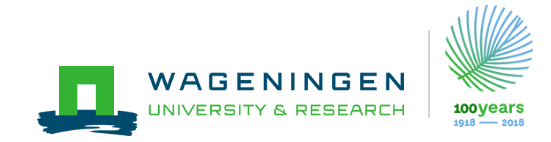 WAGENINGEN
UNIVERSITY & RESEARCH
100years
1918 — 2018